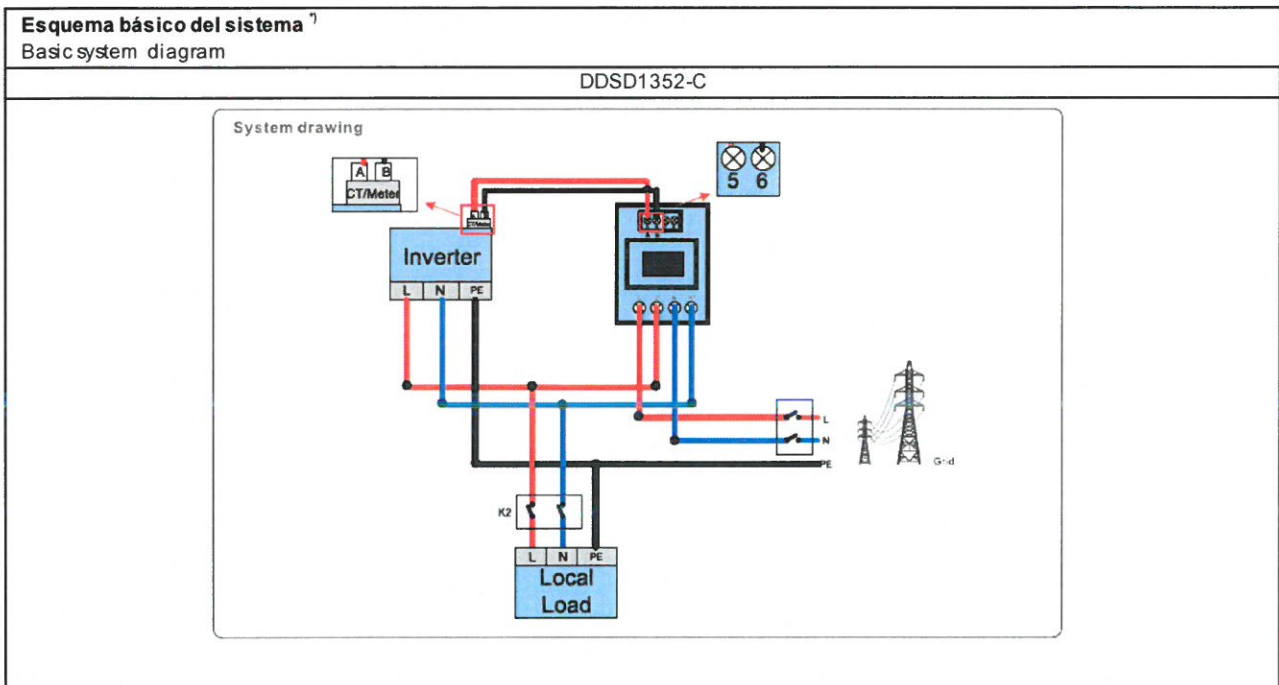 Esquema básico del sistema *)
Basic system diagram
DDSD1352-C
System drawing
A B
CT/Meter
5 6
Inverter
L N PE
L
N
PE
Grid
K2
L N PE
Local
Load